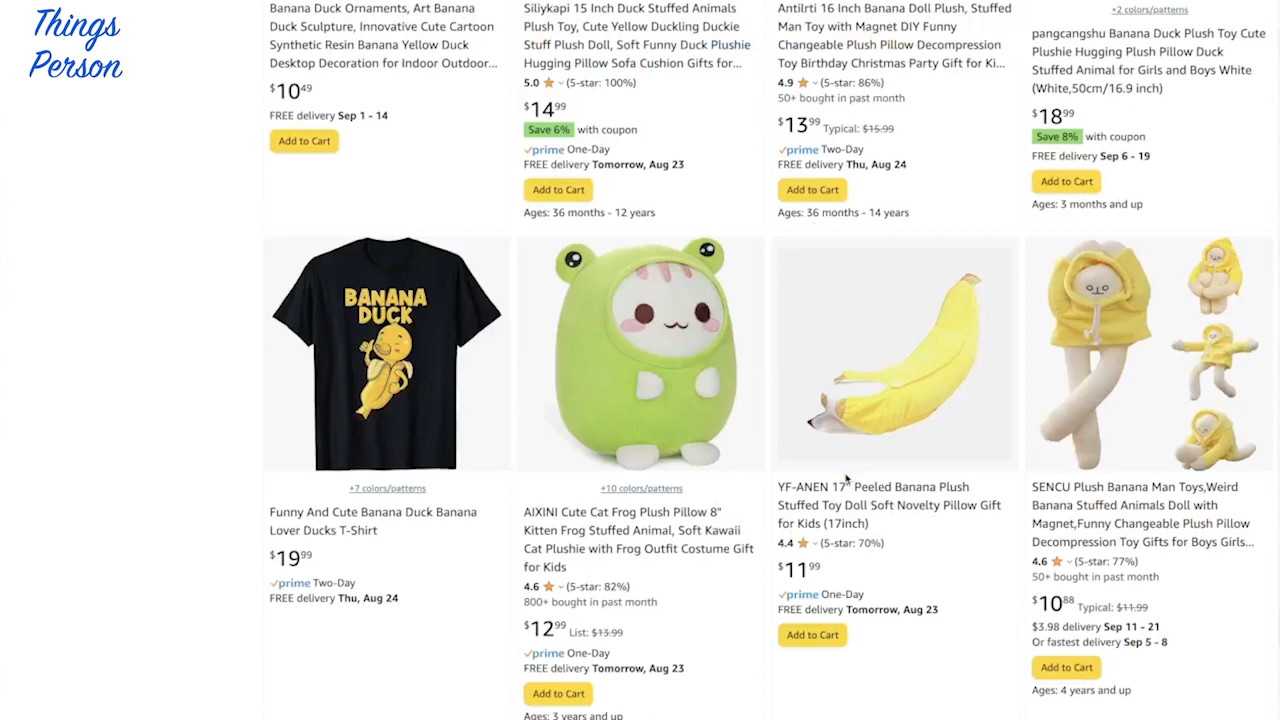 Things
Person
Banana Duck Ornaments, Art Banana
Duck Sculpture, Innovative Cute Cartoon
Synthetic Resin Banana Yellow Duck
Desktop Decoration for Indoor Outdoor...
$10 49
FREE delivery Sep 1 - 14
Add to Cart
Siliykapi 15 Inch Duck Stuffed Animals
Plush Toy, Cute Yellow Duckling Duckie
Stuff Plush Doll, Soft Funny Duck Plushie
Hugging Pillow Sofa Cushion Gifts for...
5.0 (5-star: 100%)
$14 99
Save 6% with coupon
prime One-Day
FREE delivery Tomorrow, Aug 23
Add to Cart
Ages: 36 months - 12 years
Antilrti 16 Inch Banana Doll Plush, Stuffed
Man Toy with Magnet DIY Funny
Changeable Plush Pillow Decompression
Toy Birthday Christmas Party Gift for Ki...
4.9 (5-star: 86%)
50+ bought in past month
$13 99 Typical: $15.99
prime Two-Day
FREE delivery Thu, Aug 24
Add to Cart
Ages: 36 months - 14 years
+2 colors/patterns
pangcangshu Banana Duck Plush Toy Cute
Plushie Hugging Plush Pillow Duck
Stuffed Animal for Girls and Boys White
(White,50cm/16.9 inch)
$18 99
Save 8% with coupon
FREE delivery Sep 6 - 19
Add to Cart
Ages: 3 months and up
BANANA
DUCK
+7 colors/patterns
Funny And Cute Banana Duck Banana
Lover Ducks T-Shirt
$19 99
prime Two-Day
FREE delivery Thu, Aug 24
+10 colors/patterns
AIXINI Cute Cat Frog Plush Pillow 8"
Kitten Frog Stuffed Animal, Soft Kawaii
Cat Plushie with Frog Outfit Costume Gift
for Kids
4.6 (5-star: 82%)
800+ bought in past month
$12 99 List: $13.99
prime One-Day
FREE delivery Tomorrow, Aug 23
Add to Cart
Ages: 3 years and up
YF-ANEN 17" Peeled Banana Plush
Stuffed Toy Doll Soft Novelty Pillow Gift
for Kids (17inch)
4.4 (5-star: 70%)
$11 99
prime One-Day
FREE delivery Tomorrow, Aug 23
Add to Cart
SENCU Plush Banana Man Toys,Weird
Banana Stuffed Animals Doll with
Magnet,Funny Changeable Plush Pillow
Decompression Toy Gifts for Boys Girls...
4.6 (5-star: 77%)
50+ bought in past month
$10 88 Typical: $11.99
$3.98 delivery Sep 11 - 21
Or fastest delivery Sep 5 - 8
Add to Cart
Ages: 4 years and up